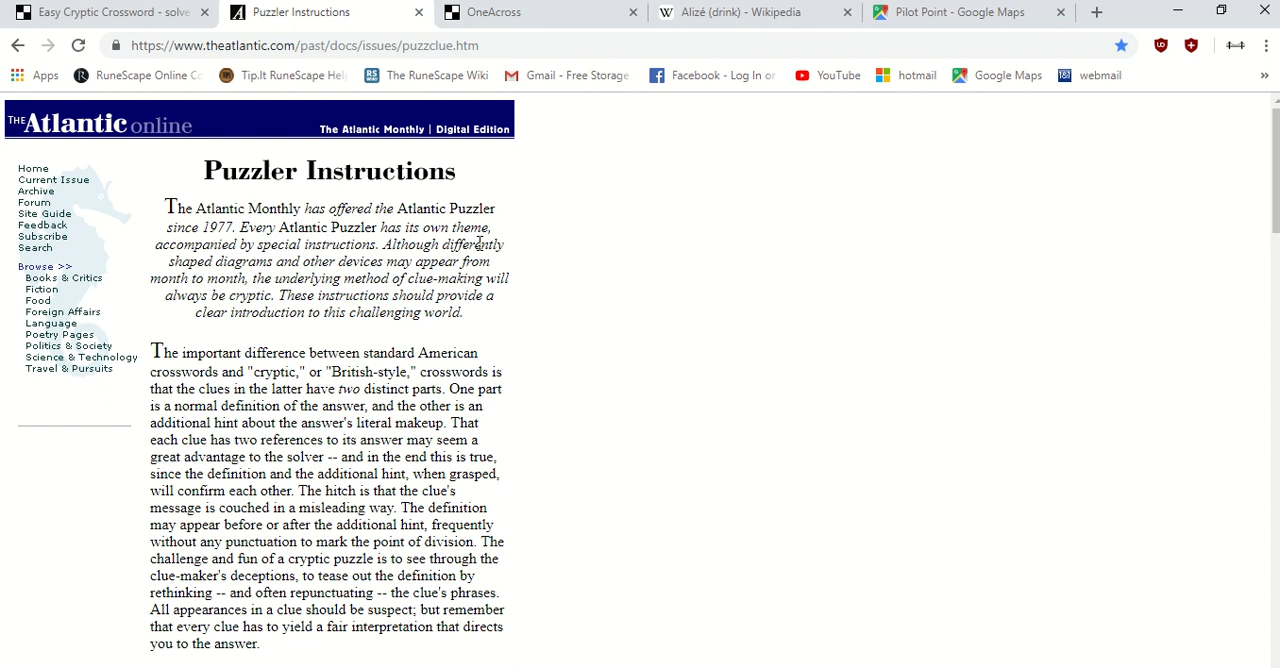 Easy Cryptic Crossword - solve
Puzzler Instructions
OneAcross
Alizé (drink) - Wikipedia
Pilot Point - Google Maps
https://www.theatlantic.com/past/docs/issues/puzzclue.htm
Apps
RuneScape Online Co
Tip.It RuneScape Hel
The RuneScape Wiki
Gmail - Free Storage
Facebook - Log In or
YouTube
hotmail
Google Maps
webmail
»
THE Atlantic online
The Atlantic Monthly | Digital Edition
Home
Current Issue
Archive
Forum
Site Guide
Feedback
Subscribe
Search
Browse >>
Books & Critics
Fiction
Food
Foreign Affairs
Language
Poetry Pages
Politics & Society
Science & Technology
Travel & Pursuits
Puzzler Instructions
The Atlantic Monthly has offered the Atlantic Puzzler
since 1977. Every Atlantic Puzzler has its own theme,
accompanied by special instructions. Although differently
shaped diagrams and other devices may appear from
month to month, the underlying method of clue-making will
always be cryptic. These instructions should provide a
clear introduction to this challenging world.
The important difference between standard American
crosswords and "cryptic," or "British-style," crosswords is
that the clues in the latter have two distinct parts. One part
is a normal definition of the answer, and the other is an
additional hint about the answer's literal makeup. That
each clue has two references to its answer may seem a
great advantage to the solver -- and in the end this is true,
since the definition and the additional hint, when grasped,
will confirm each other. The hitch is that the clue's
message is couched in a misleading way. The definition
may appear before or after the additional hint, frequently
without any punctuation to mark the point of division. The
challenge and fun of a cryptic puzzle is to see through the
clue-maker's deceptions, to tease out the definition by
rethinking -- and often repunctuating -- the clue's phrases.
All appearances in a clue should be suspect; but remember
that every clue has to yield a fair interpretation that directs
you to the answer.